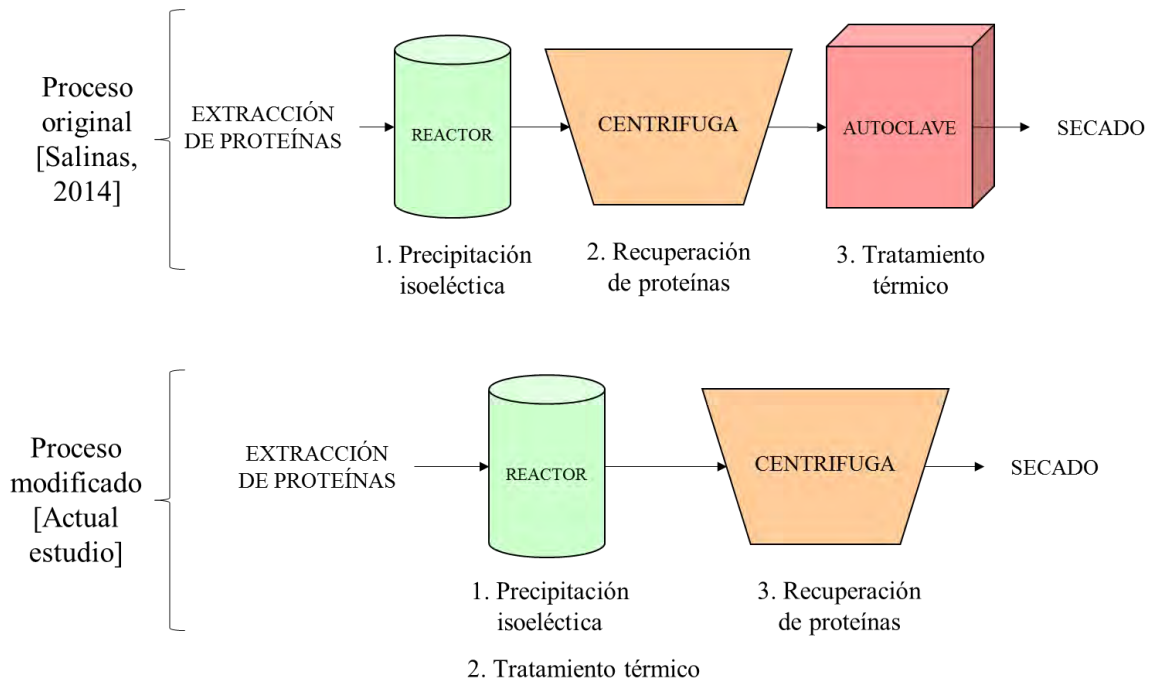 Proceso
original
[Salinas,
2014]
EXTRACCIÓN
DE PROTEÍNAS
REACTOR
CENTRIFUGA
AUTOCLAVE
SECADO
1. Precipitación
isoeléctica
2. Recuperación
de proteínas
3. Tratamiento
térmico
Proceso
modificado
[Actual
estudio]
EXTRACCIÓN
DE PROTEÍNAS
REACTOR
CENTRIFUGA
SECADO
1. Precipitación
isoeléctica
3. Recuperación
de proteínas
2. Tratamiento térmico